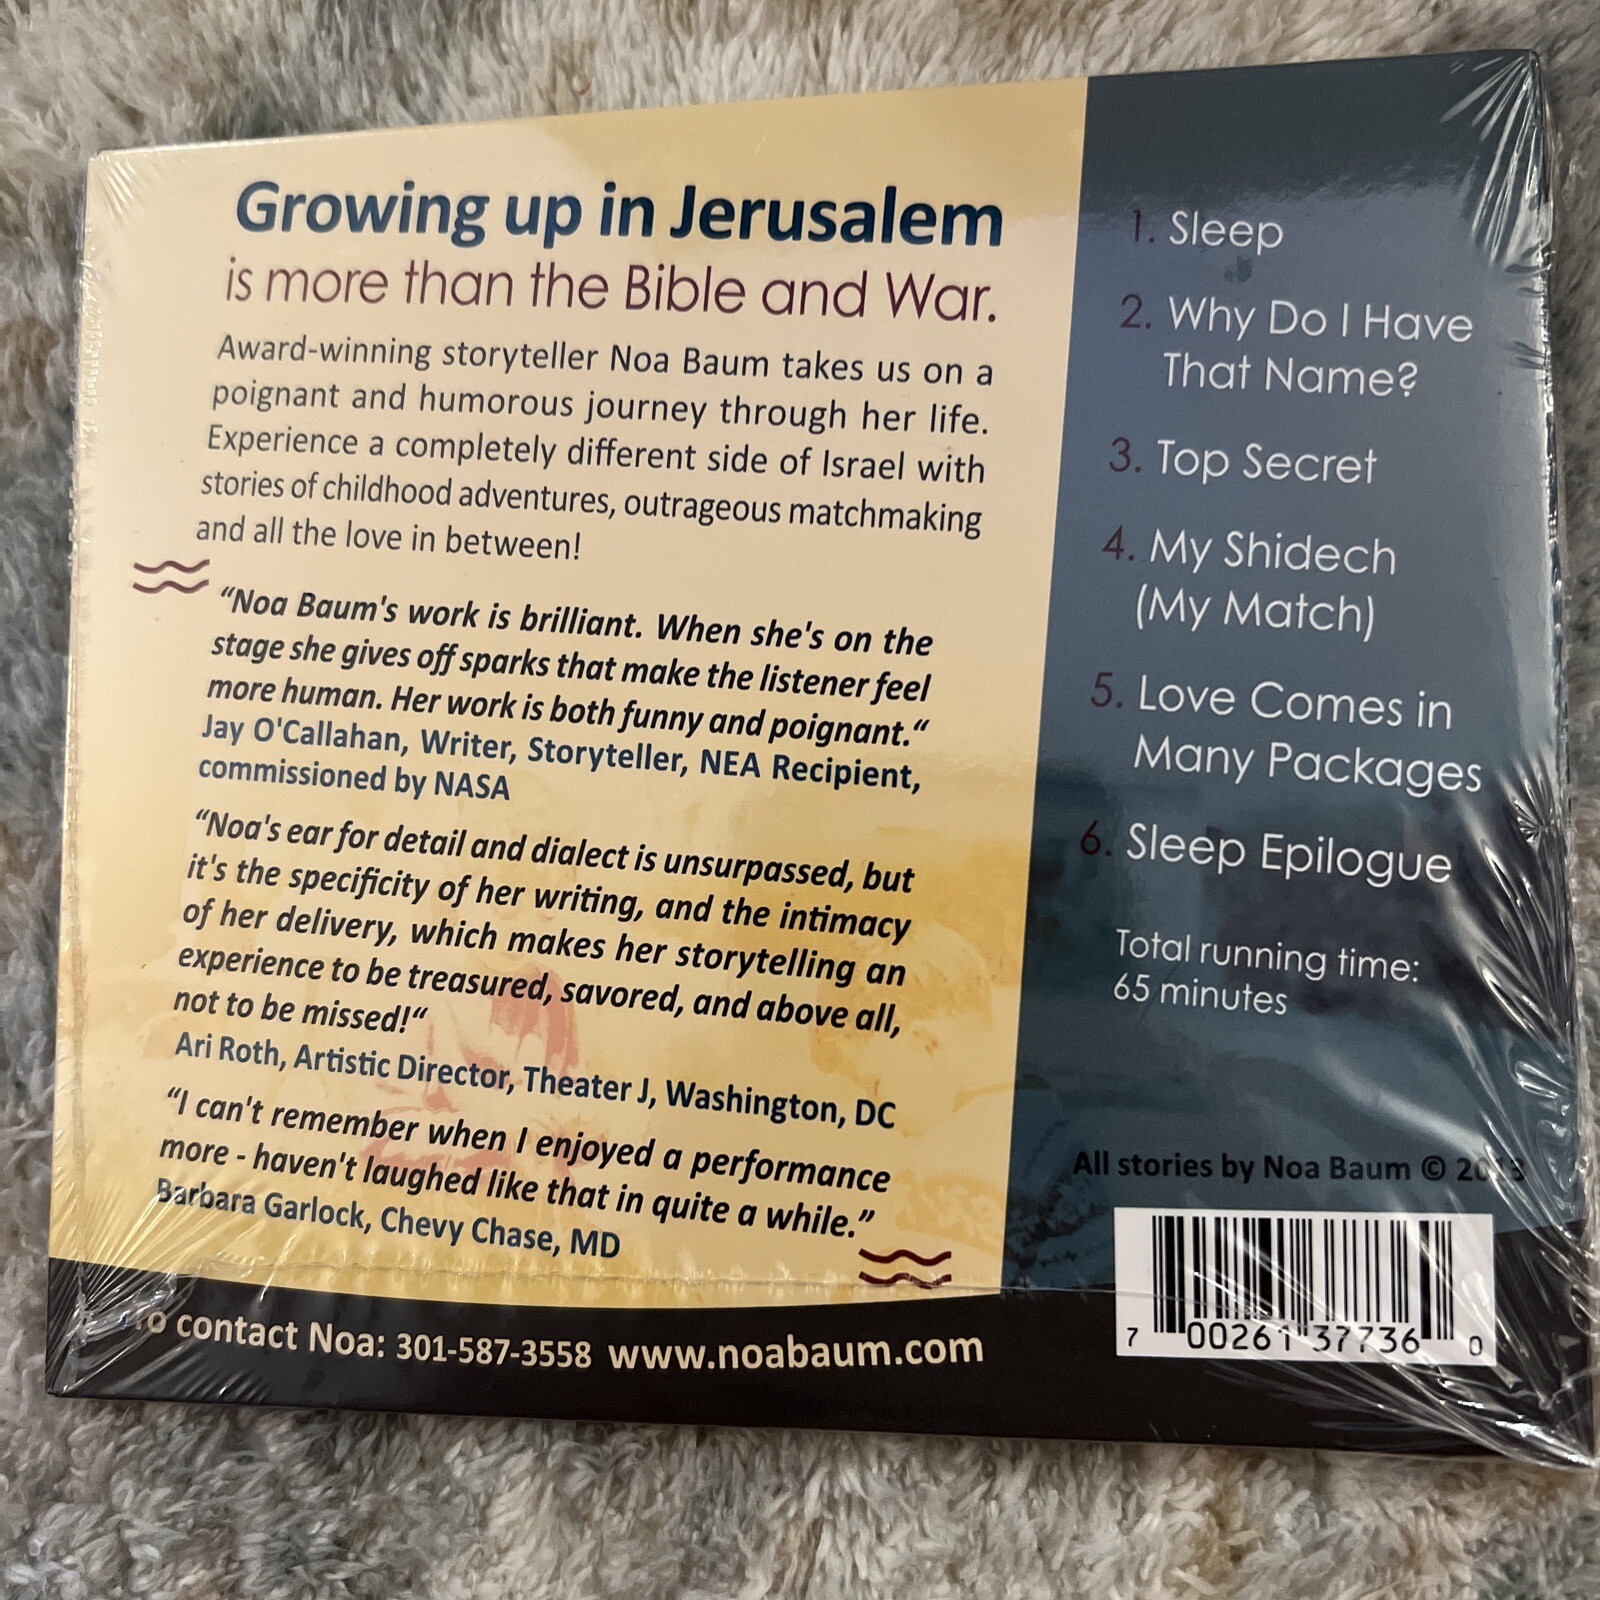 Growing up in Jerusalem
is more than the Bible and War.
Award-winning storyteller Noa Baum takes us on a
poignant and humorous journey through her life.
Experience a completely different side of Israel with
stories of childhood adventures, outrageous matchmaking
and all the love in between!
“Noa Baum's work is brilliant. When she's on the
stage she gives off sparks that make the listener feel
more human. Her work is both funny and poignant.“
Jay O'Callahan, Writer, Storyteller, NEA Recipient,
commissioned by NASA
“Noa's ear for detail and dialect is unsurpassed, but
it's the specificity of her writing, and the intimacy
of her delivery, which makes her storytelling an
experience to be treasured, savored, and above all,
not to be missed!“
Ari Roth, Artistic Director, Theater J, Washington, DC
“I can't remember when I enjoyed a performance
more - haven't laughed like that in quite a while.”
Barbara Garlock, Chevy Chase, MD
To contact Noa: 301-587-3558 www.noabaum.com
1. Sleep
2. Why Do I Have
That Name?
3. Top Secret
4. My Shidech
(My Match)
5. Love Comes in
Many Packages
6. Sleep Epilogue
Total running time:
65 minutes
All stories by Noa Baum ©
7 00261 37736 0